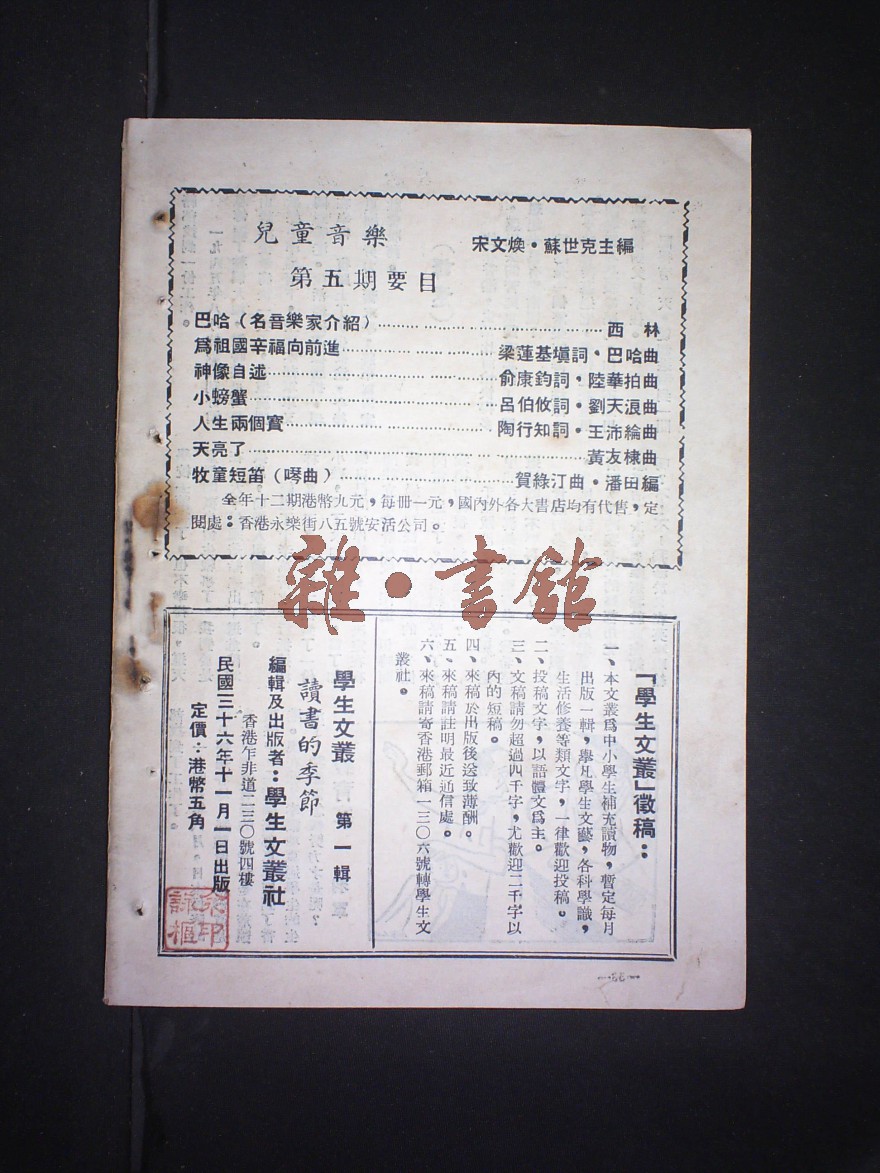 兒童音樂
宋文煥・蘇世克主編
第五期要目
巴哈(名音樂家介紹)……………………西林
爲祖國幸福向前進……………梁蓮基塡詞・巴哈曲
神像自述……………………俞康鈞詞・陸華拍曲
小螃蟹……………………呂伯攸詞・劉天浪曲
人生兩個寶……………………陶行知詞・王沛綸曲
天亮了……………………………………黃友棣曲
牧童短笛(琴曲)………………賀綠汀曲・潘田編
全年十二期港幣九元,每冊一元,國內外各大書店均有代售,定
閱處:香港永樂街八五號安活公司。
雜・書館
「學生文叢」徵稿:
一、本文叢爲中小學生補充讀物,暫定每月
出版一輯,舉凡學生文藝,各科學識,
生活修養等類文字,一律歡迎投稿。
二、投稿文字,以語體文爲主。
三、文稿請勿超過四千字,尤歡迎二千字以
內的短稿。
四、來稿於出版後送致薄酬。
五、來稿請註明最近通信處。
六、來稿請寄香港郵箱一三〇六號轉學生文
叢社。
學生文叢 第一輯
讀書的季節
編輯及出版者:學生文叢社
香港乍非道二三〇號四樓
民國三十六年十一月一日出版
定價:港幣五角